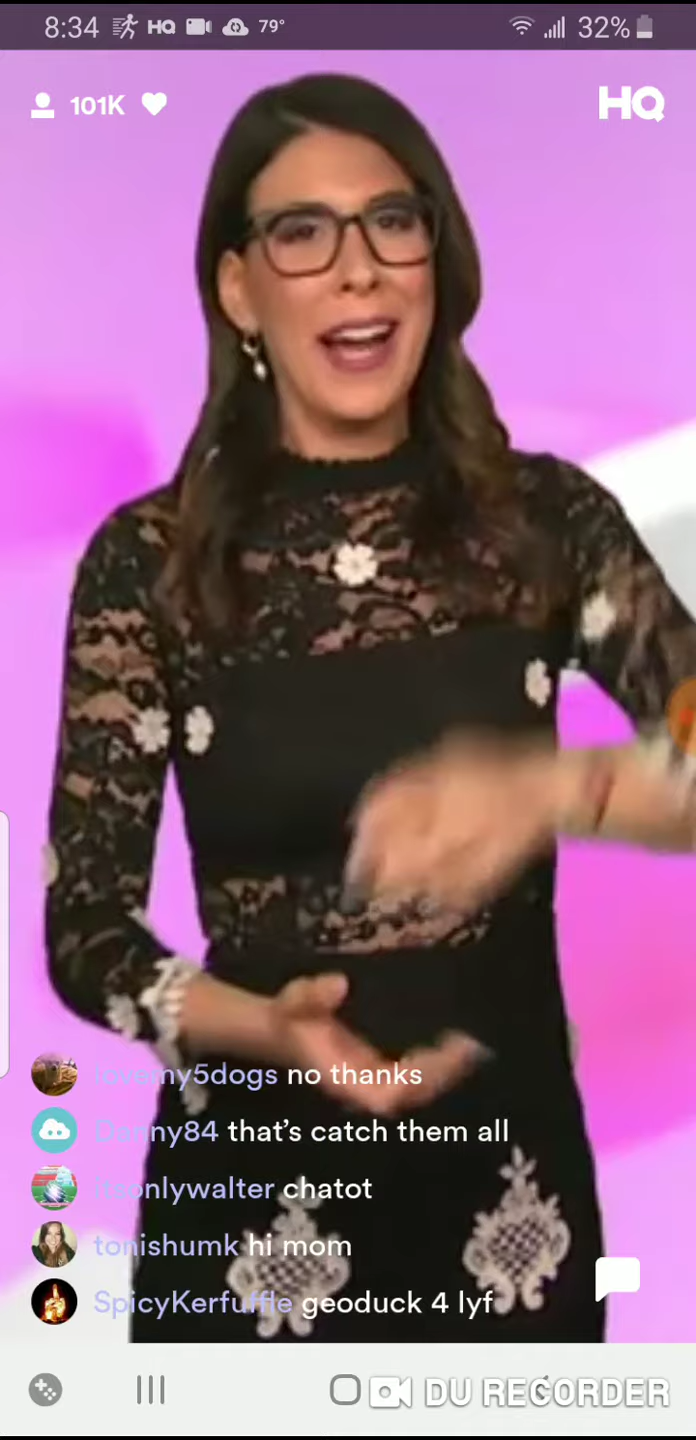 8:34 HQ 79° 32%
101K HQ
lovemy5dogs no thanks
Danny84 that's catch them all
itsonlywalter chatot
tonishumk hi mom
SpicyKerfuffle geoduck 4 lyf
DU RECORDER